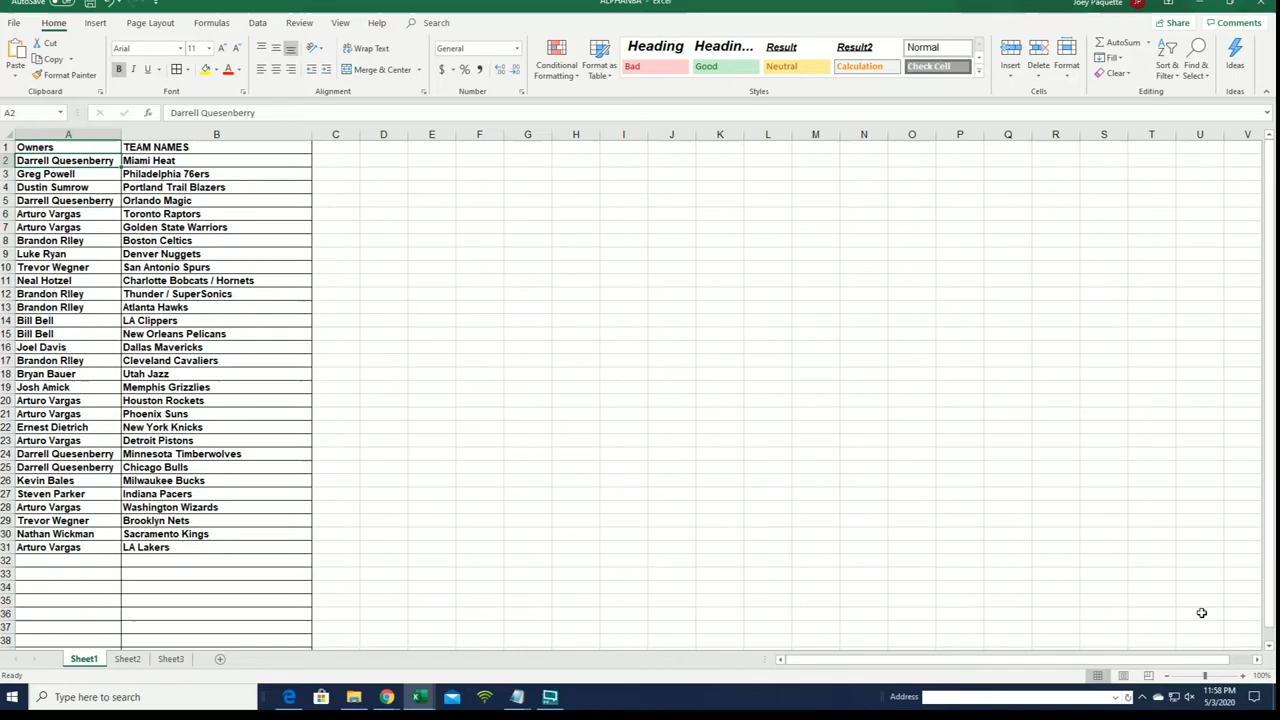 AutoSave Off ALPHANBA - Excel Joey Paquette JP
File Home Insert Page Layout Formulas Data Review View Help Search Share Comments
Cut Arial 11 Wrap Text General Heading Headin... Result Result2 Normal AutoSum
Copy Fill
Paste Format Painter Merge & Center Conditional Formatting Format as Table Bad Good Neutral Calculation Check Cell Insert Delete Format Clear Sort & Filter Find & Select Ideas
Clipboard Font Alignment Number Styles Cells Editing Ideas
A2 fx Darrell Quesenberry
A B C D E F G H I J K L M N O P Q R S T U V
1 Owners TEAM NAMES
2 Darrell Quesenberry Miami Heat
3 Greg Powell Philadelphia 76ers
4 Dustin Sumrow Portland Trail Blazers
5 Darrell Quesenberry Orlando Magic
6 Arturo Vargas Toronto Raptors
7 Arturo Vargas Golden State Warriors
8 Brandon RIley Boston Celtics
9 Luke Ryan Denver Nuggets
10 Trevor Wegner San Antonio Spurs
11 Neal Hotzel Charlotte Bobcats / Hornets
12 Brandon RIley Thunder / SuperSonics
13 Brandon RIley Atlanta Hawks
14 Bill Bell LA Clippers
15 Bill Bell New Orleans Pelicans
16 Joel Davis Dallas Mavericks
17 Brandon RIley Cleveland Cavaliers
18 Bryan Bauer Utah Jazz
19 Josh Amick Memphis Grizzlies
20 Arturo Vargas Houston Rockets
21 Arturo Vargas Phoenix Suns
22 Ernest Dietrich New York Knicks
23 Arturo Vargas Detroit Pistons
24 Darrell Quesenberry Minnesota Timberwolves
25 Darrell Quesenberry Chicago Bulls
26 Kevin Bales Milwaukee Bucks
27 Steven Parker Indiana Pacers
28 Arturo Vargas Washington Wizards
29 Trevor Wegner Brooklyn Nets
30 Nathan Wickman Sacramento Kings
31 Arturo Vargas LA Lakers
32
33
34
35
36
37
38
Sheet1 Sheet2 Sheet3
Ready 100%
Type here to search Address 11:58 PM
5/3/2020